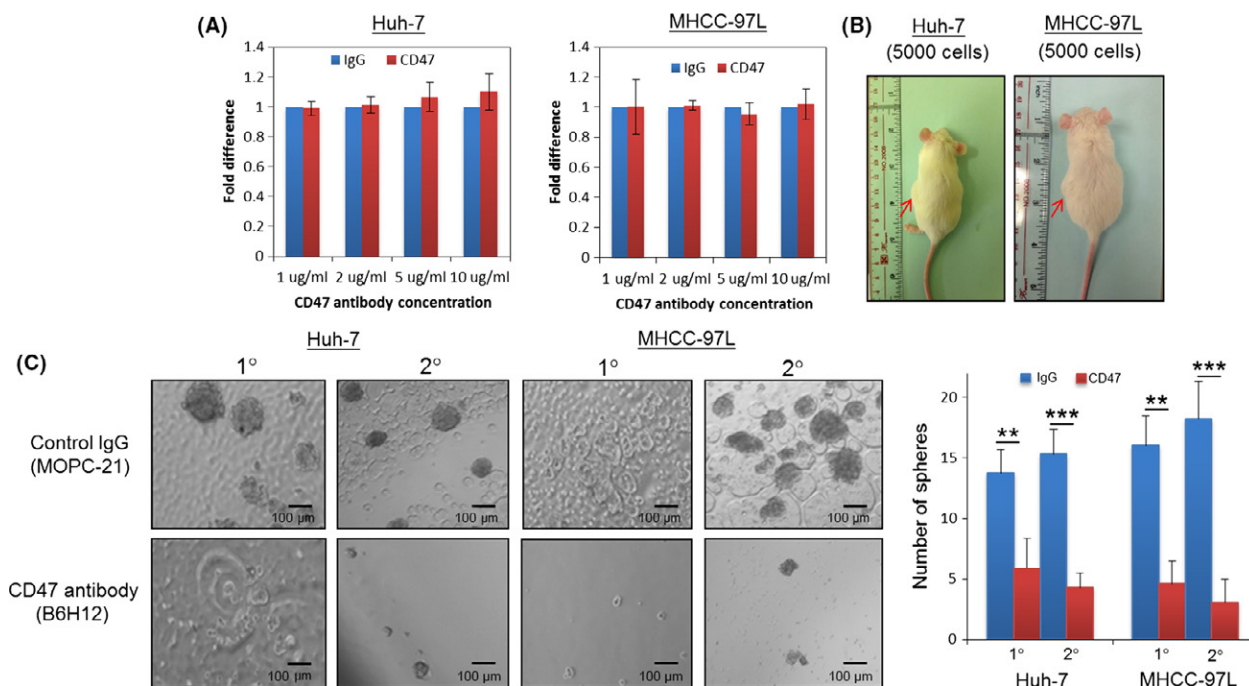 (A)
Huh-7
1.4
1.2
1
0.8
0.6
0.4
0.2
0
Fold difference
IgG CD47
1 ug/ml 2 ug/ml 5 ug/ml 10 ug/ml
CD47 antibody concentration
MHCC-97L
1.4
1.2
1
0.8
0.6
0.4
0.2
0
Fold difference
IgG CD47
1 ug/ml 2 ug/ml 5 ug/ml 10 ug/ml
CD47 antibody concentration
(B)
Huh-7
(5000 cells)
MHCC-97L
(5000 cells)
(C)
Huh-7
MHCC-97L
1° 2° 1° 2°
Control IgG
(MOPC-21)
100 µm 100 µm 100 µm 100 µm
CD47 antibody
(B6H12)
100 µm 100 µm 100 µm 100 µm
IgG CD47
20
15
10
5
0
Number of spheres
** *** ** ***
1° 2° 1° 2°
Huh-7 MHCC-97L